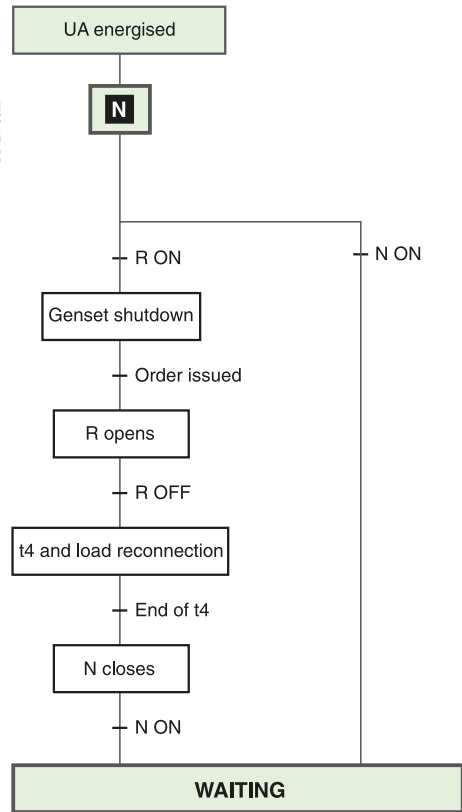 UA energised
N
R ON
N ON
Genset shutdown
Order issued
R opens
R OFF
t4 and load reconnection
End of t4
N closes
N ON
WAITING